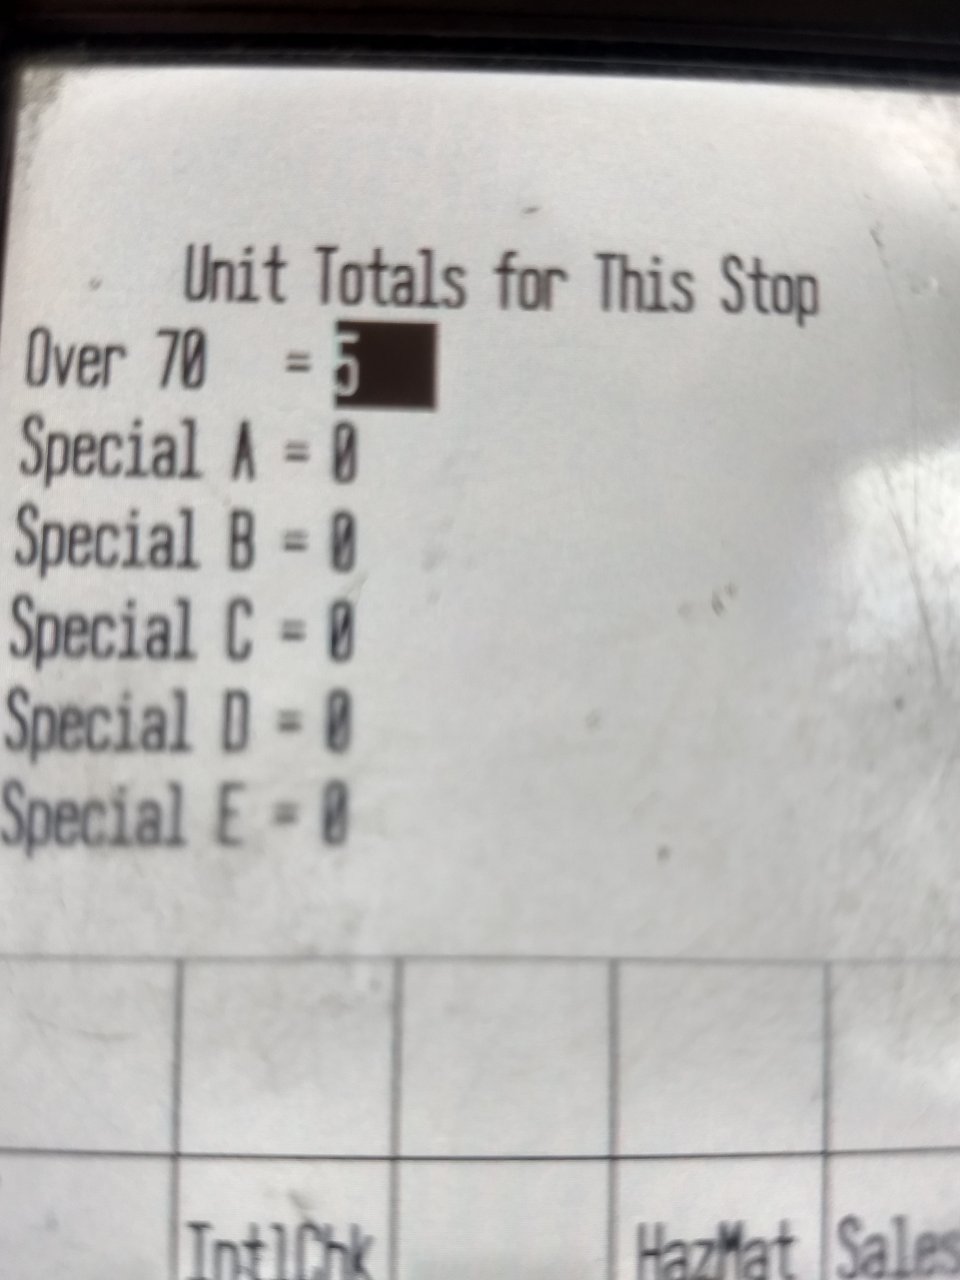 Unit Totals for This Stop
Over 70 = 5
Special A = 0
Special B = 0
Special C = 0
Special D = 0
Special E = 0
IntlChk HazMat Sales